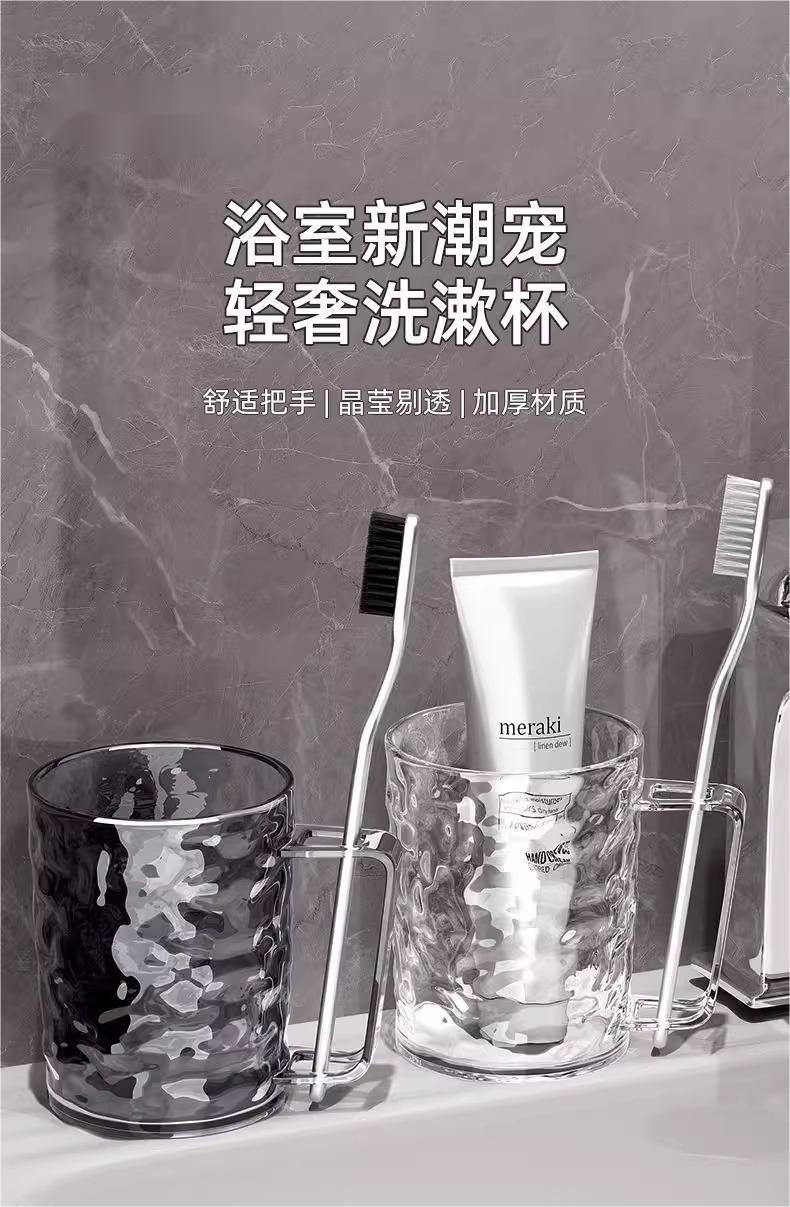 浴室新潮宠
轻奢洗漱杯
舒适把手 | 晶莹剔透 | 加厚材质
meraki
[ linen dew ]